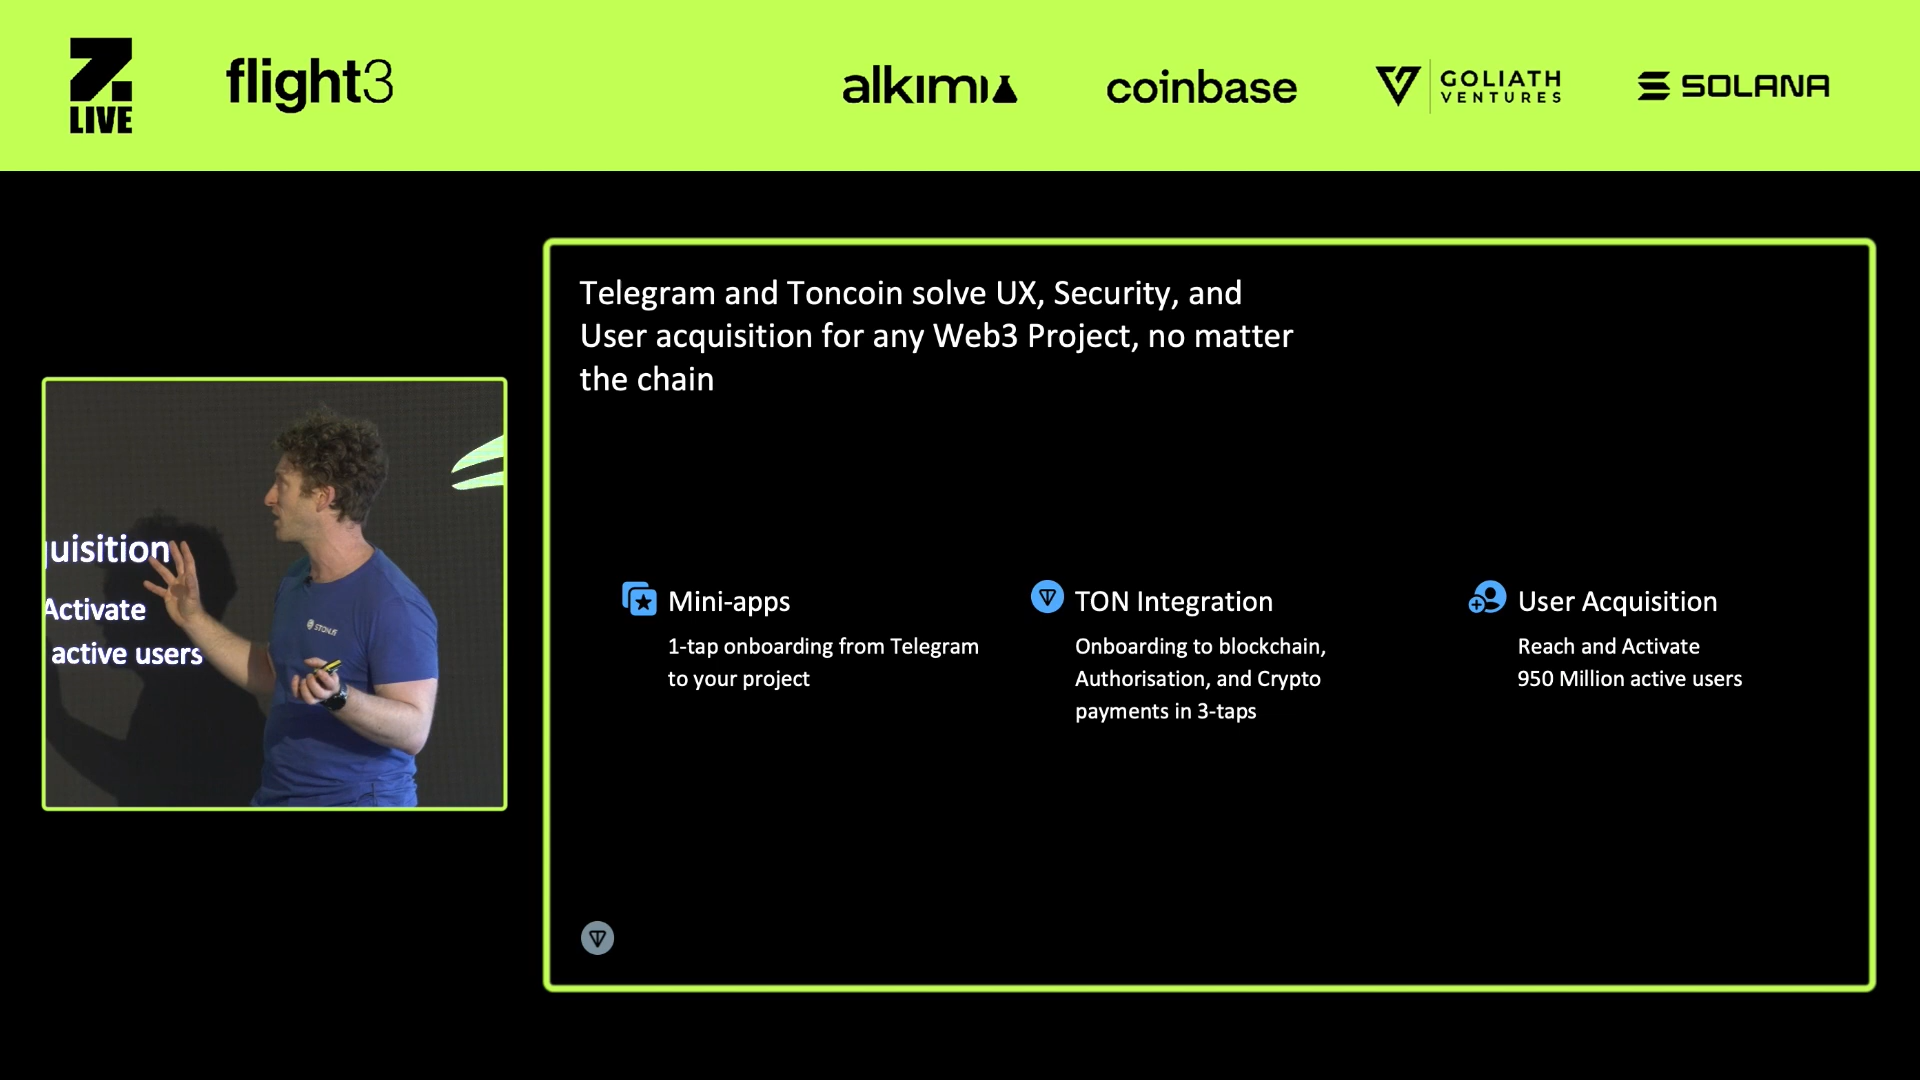 Z.
LIVE
flight3
alkimi
coinbase
GOLIATH
VENTURES
SOLANA
Telegram and Toncoin solve UX, Security, and
User acquisition for any Web3 Project, no matter
the chain
quisition
Activate
active users
STON.fi
Mini-apps
1-tap onboarding from Telegram
to your project
TON Integration
Onboarding to blockchain,
Authorisation, and Crypto
payments in 3-taps
User Acquisition
Reach and Activate
950 Million active users